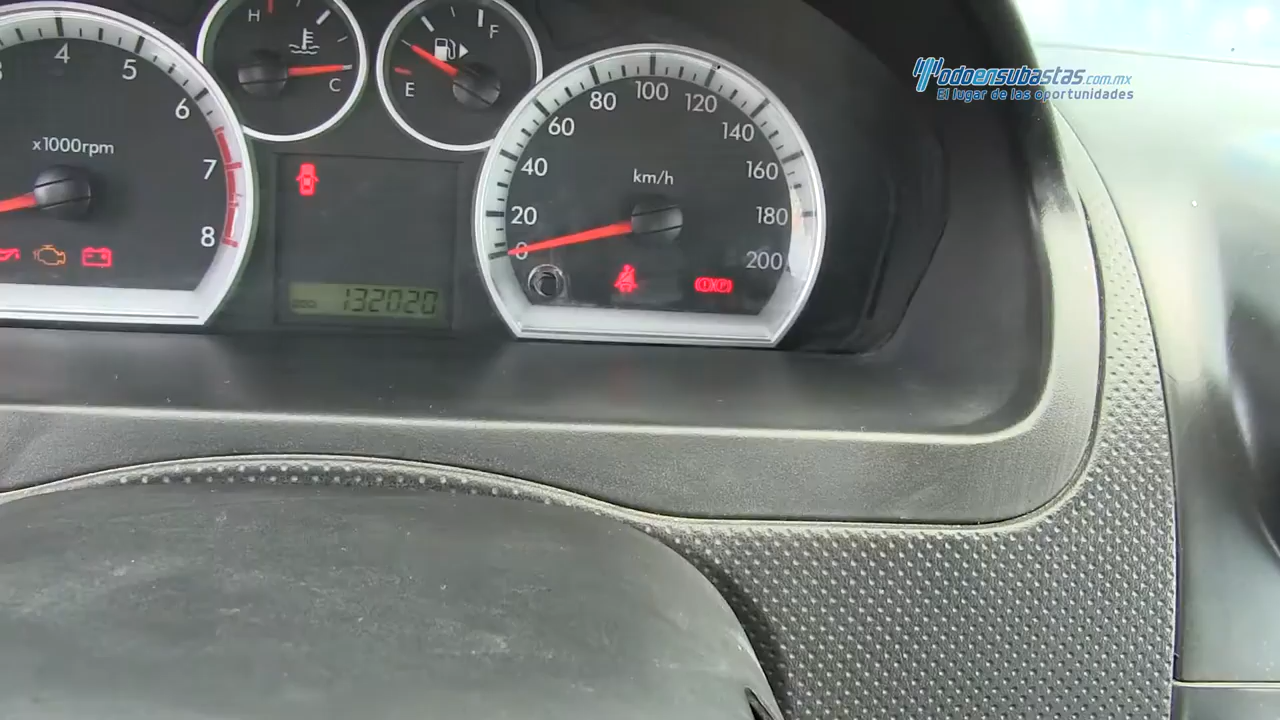 Modoensubastas.com.mx
El lugar de las oportunidades
H
C
F
E
4
5
6
7
8
x1000rpm
0
20
40
60
80
100
120
140
160
180
200
km/h
132020